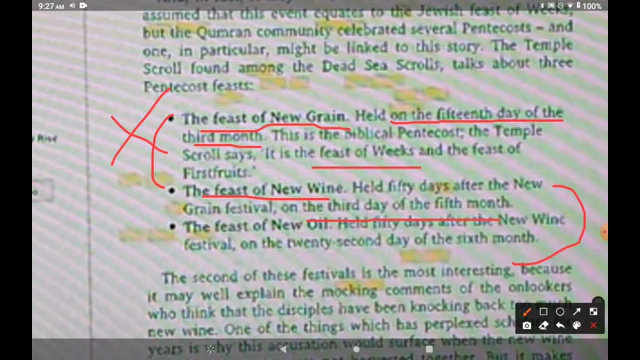 9:27 AM
100%
assumed that this event equates to the Jewish feast of Weeks,
but the Qumran community celebrated several Pentecosts – and
one, in particular, might be linked to this story. The Temple
Scroll found among the Dead Sea Scrolls, talks about three
Pentecost feasts:
• The feast of New Grain. Held on the fifteenth day of the
third month. This is the Biblical Pentecost; the Temple
Scroll says, 'It is the feast of Weeks and the feast of
Firstfruits.'
• The feast of New Wine. Held fifty days after the New
Grain festival, on the third day of the fifth month.
• The feast of New Oil. Held fifty days after the New Wine
festival, on the twenty-second day of the sixth month.
The second of these festivals is the most interesting, because
it may well explain the mocking comments of the onlookers
who think that the disciples have been knocking back
new wine. One of the things which has perplexed
years is why this accusation would surface when the new wine